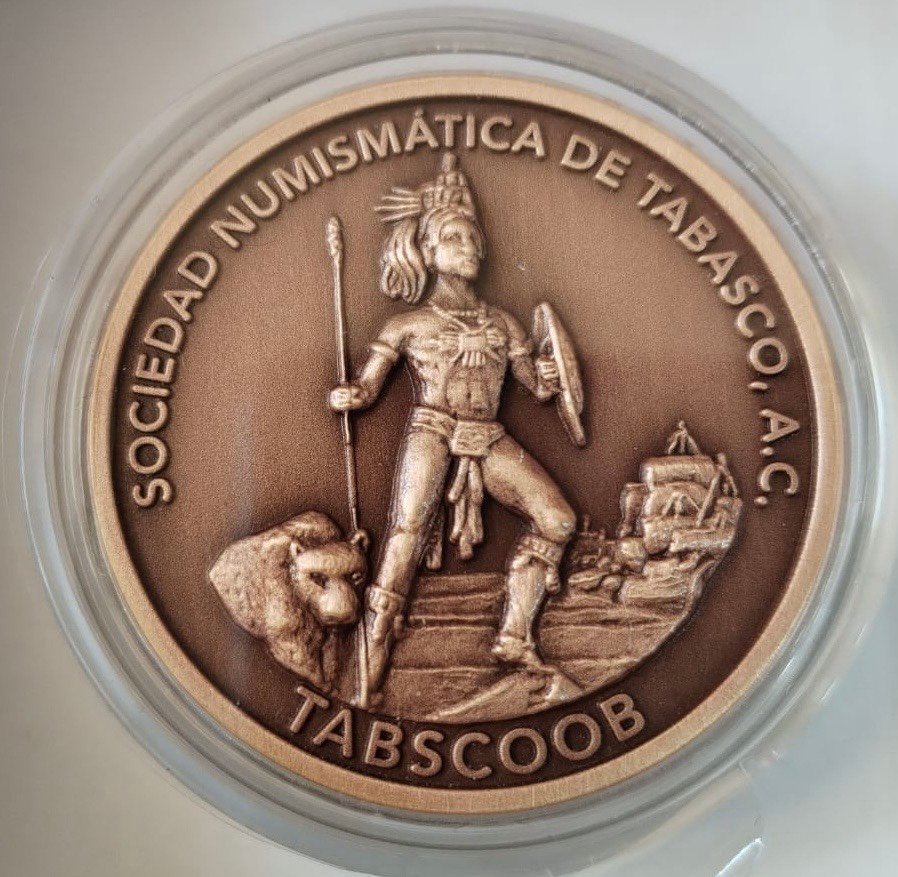 SOCIEDAD NUMISMÁTICA DE TABASCO, A.C.
TABSCOOB